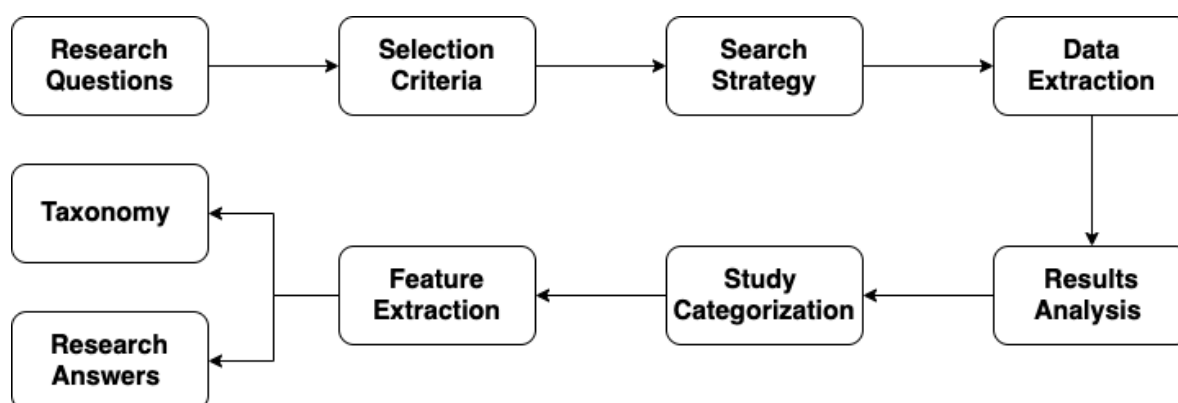 Research
Questions
Selection
Criteria
Search
Strategy
Data
Extraction
Taxonomy
Feature
Extraction
Study
Categorization
Results
Analysis
Research
Answers